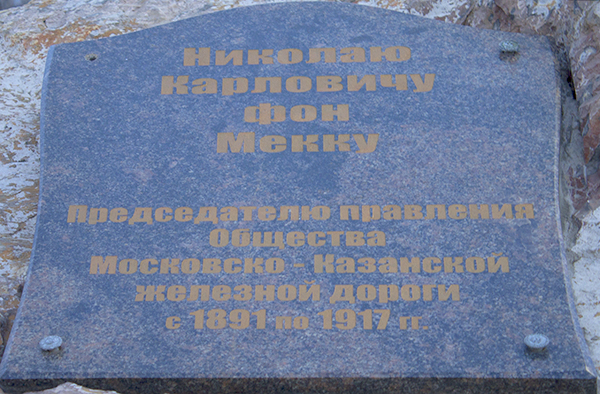 Николаю
Карловичу
фон
Мекку
Председателю правления
Общества
Московско - Казанской
железной дороги
с 1891 по 1917 гг.